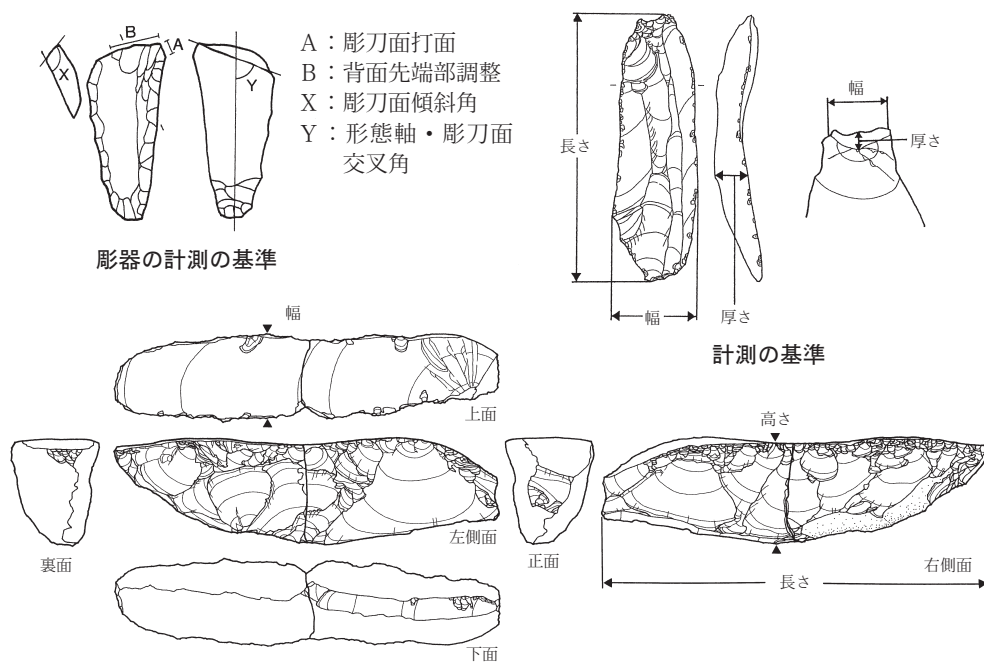 B
A
X
Y
A：彫刀面打面
B：背面先端部調整
X：彫刀面傾斜角
Y：形態軸・彫刀面
交叉角
彫器の計測の基準
長さ
幅
厚さ
幅
厚さ
計測の基準
幅
上面
裏面
左側面
正面
高さ
長さ
右側面
下面